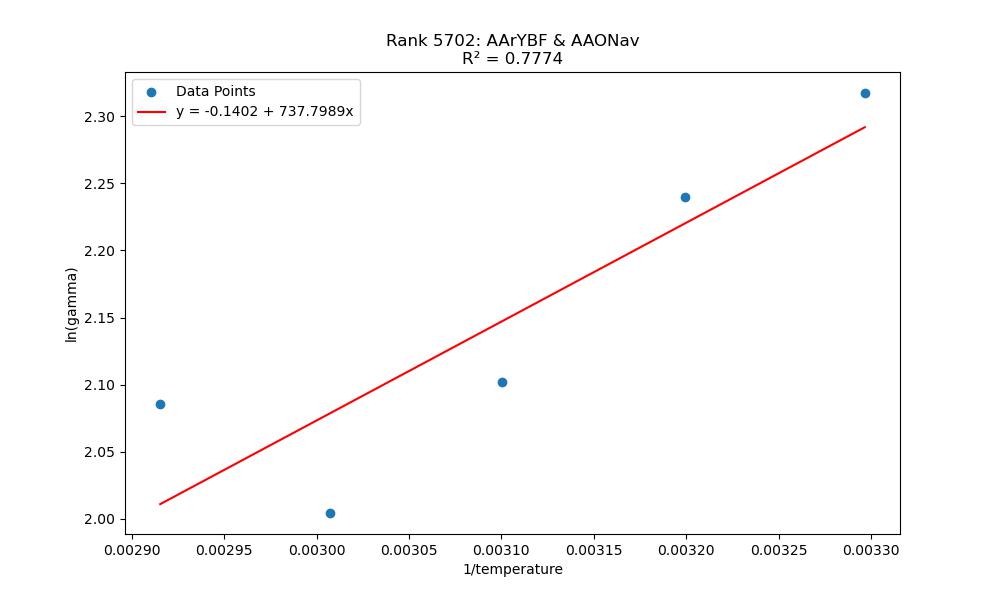 Rank 5702: AArYBF & AAONav
R² = 0.7774
Data Points
y = -0.1402 + 737.7989x
2.30
2.25
2.20
2.15
2.10
2.05
2.00
ln(gamma)
0.00290 0.00295 0.00300 0.00305 0.00310 0.00315 0.00320 0.00325 0.00330
1/temperature